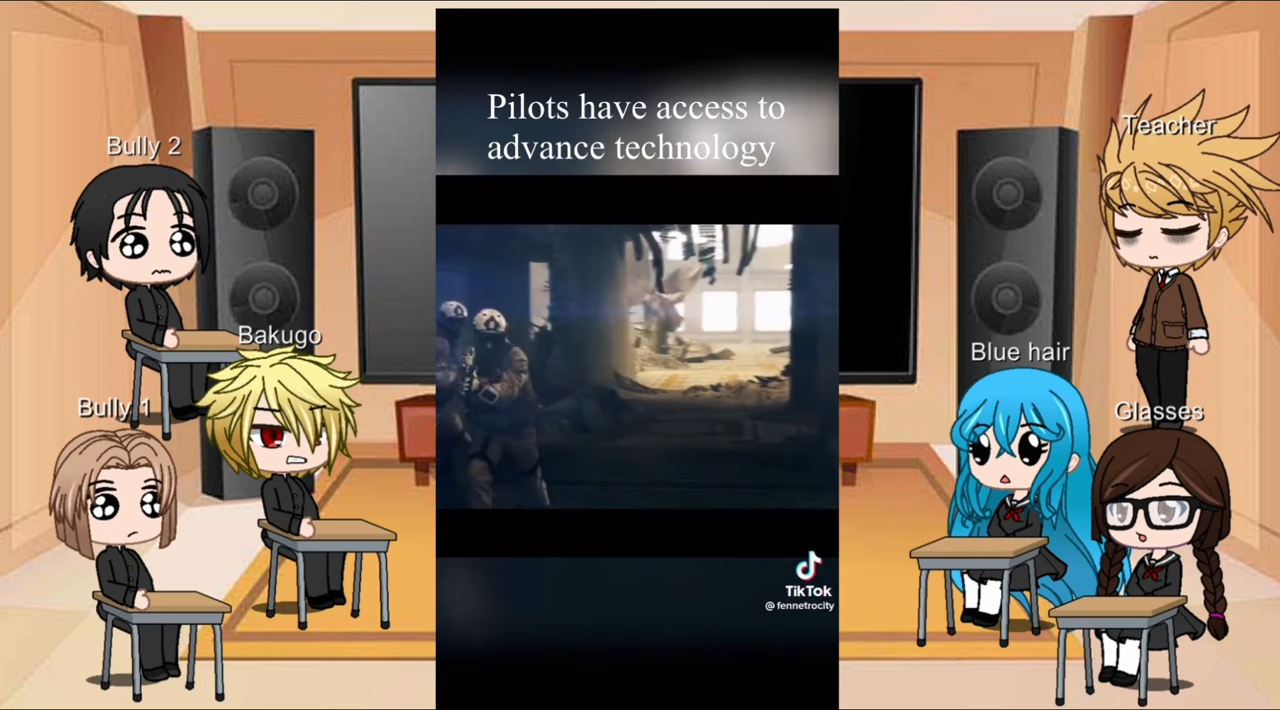 Pilots have access to
advance technology
Teacher
Bully 2
Bakugo
Blue hair
Bully 1
Glasses
TikTok
@fennetrocity